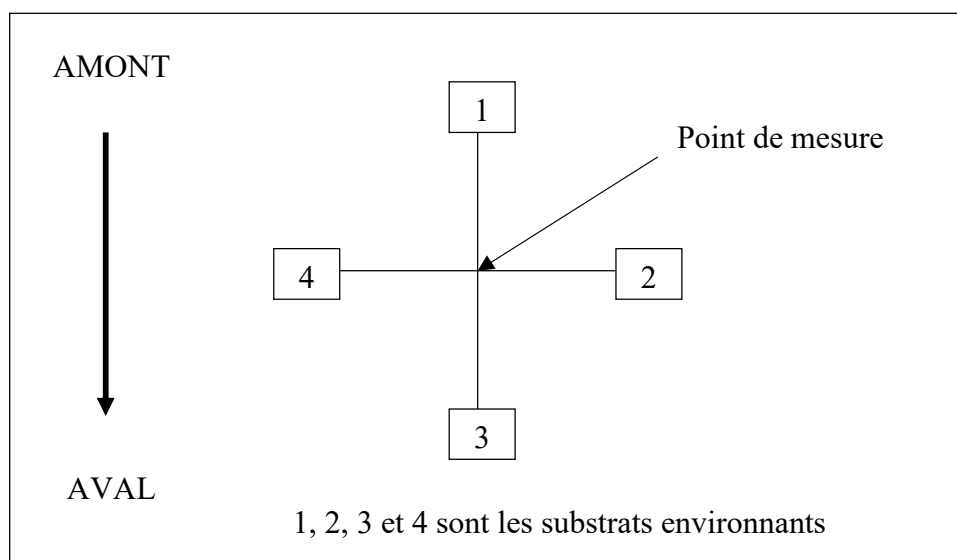 AMONT
1
Point de mesure
4
2
3
AVAL
1, 2, 3 et 4 sont les substrats environnants